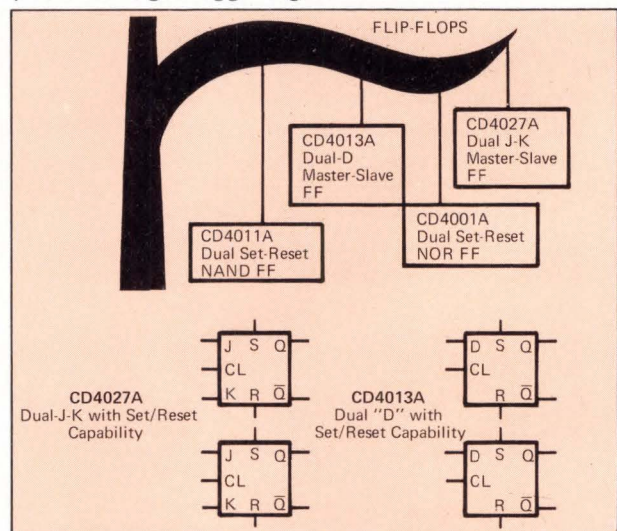 FLIP-FLOPS
CD4013A
Dual-D
Master-Slave
FF
CD4027A
Dual J-K
Master-Slave
FF
CD4011A
Dual Set-Reset
NAND FF
CD4001A
Dual Set-Reset
NOR FF
CD4027A
Dual-J-K with Set/Reset
Capability
J S Q
CL
K R Q̅
J S Q
CL
K R Q̅
CD4013A
Dual "D" with
Set/Reset Capability
D S Q
CL
R Q̅
D S Q
CL
R Q̅